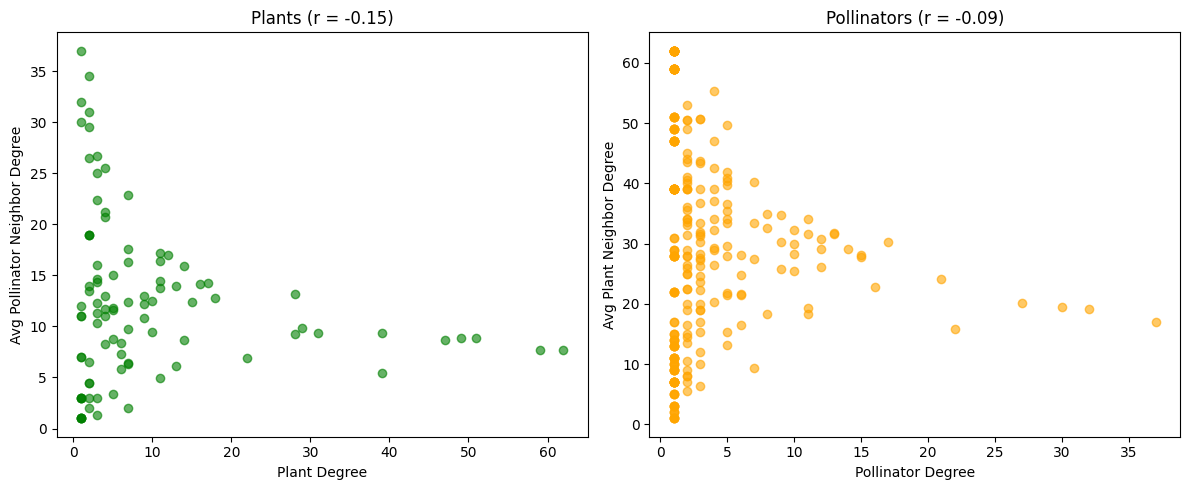 Plants (r = -0.15)
35
30
25
20
15
10
5
0
Avg Pollinator Neighbor Degree
0 10 20 30 40 50 60
Plant Degree
Pollinators (r = -0.09)
60
50
40
30
20
10
0
Avg Plant Neighbor Degree
0 5 10 15 20 25 30 35
Pollinator Degree